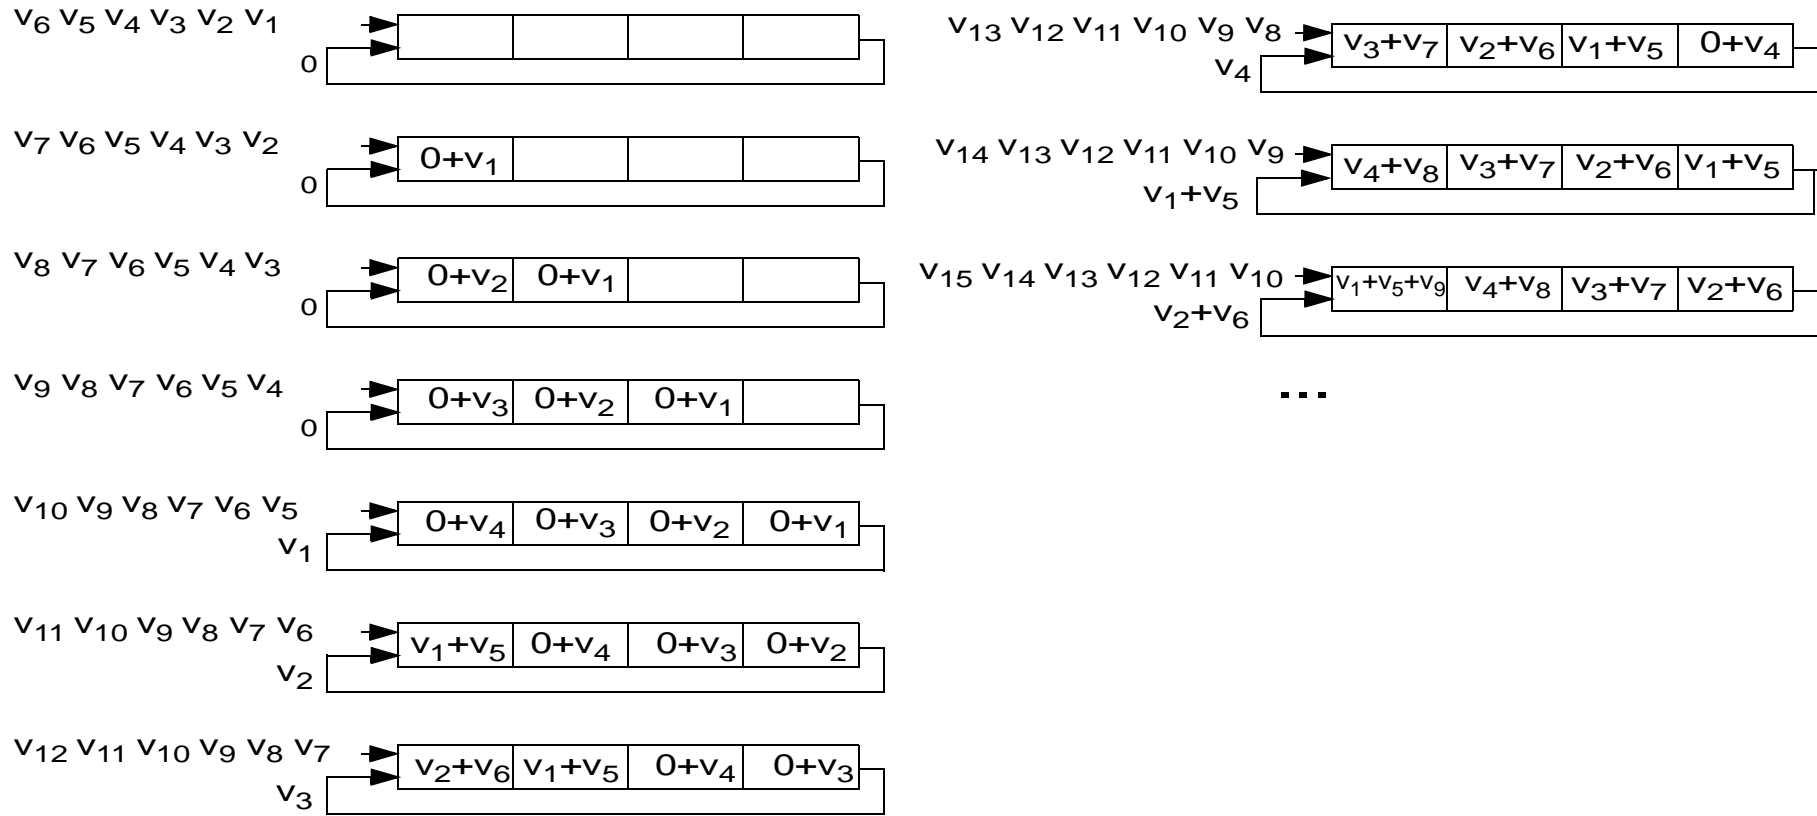 v6 v5 v4 v3 v2 v1
0
v7 v6 v5 v4 v3 v2
0+v1
0
v8 v7 v6 v5 v4 v3
0+v2 0+v1
0
v9 v8 v7 v6 v5 v4
0+v3 0+v2 0+v1
0
v10 v9 v8 v7 v6 v5
0+v4 0+v3 0+v2 0+v1
v1
v11 v10 v9 v8 v7 v6
v1+v5 0+v4 0+v3 0+v2
v2
v12 v11 v10 v9 v8 v7
v2+v6 v1+v5 0+v4 0+v3
v3
v13 v12 v11 v10 v9 v8
v3+v7 v2+v6 v1+v5 0+v4
v4
v14 v13 v12 v11 v10 v9
v4+v8 v3+v7 v2+v6 v1+v5
v1+v5
v15 v14 v13 v12 v11 v10
v1+v5+v9 v4+v8 v3+v7 v2+v6
v2+v6
...